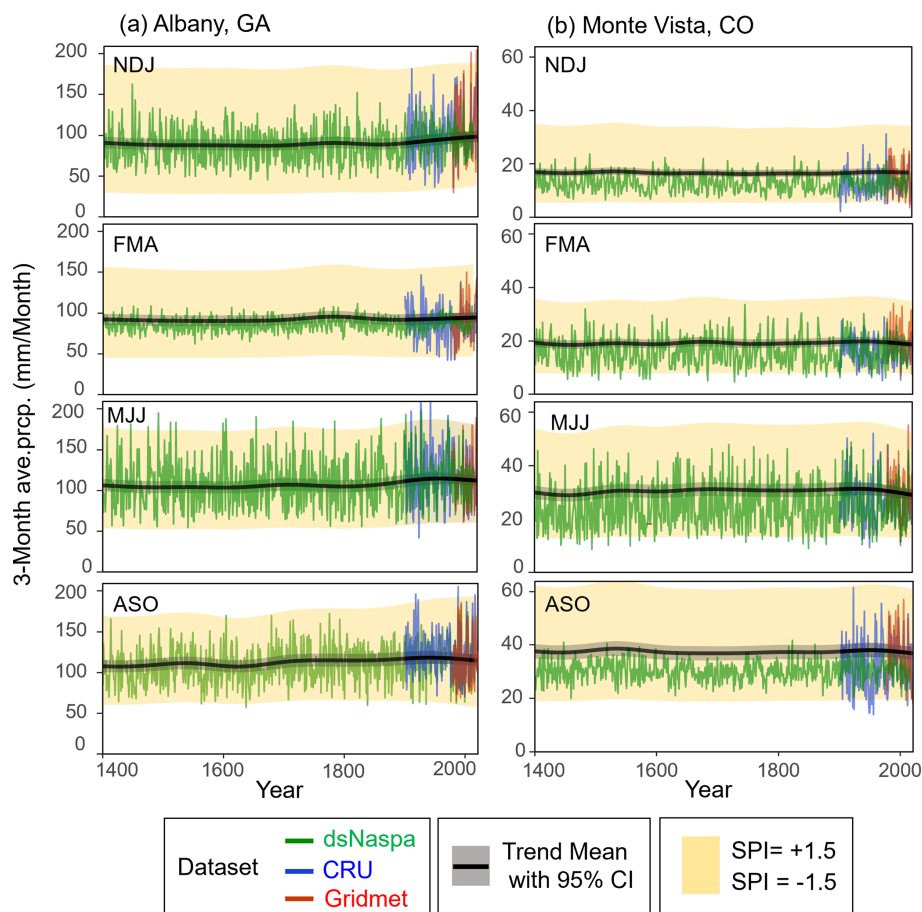 (a) Albany, GA
(b) Monte Vista, CO
3-Month ave.prcp. (mm/Month)
NDJ
200
150
100
50
0
NDJ
60
40
20
0
FMA
200
150
100
50
0
FMA
60
40
20
0
MJJ
200
150
100
50
0
MJJ
60
40
20
0
ASO
200
150
100
50
0
ASO
60
40
20
0
1400 1600 1800 2000
1400 1600 1800 2000
Year
Year
Dataset
dsNaspa
CRU
Gridmet
Trend Mean
with 95% CI
SPI= +1.5
SPI = -1.5